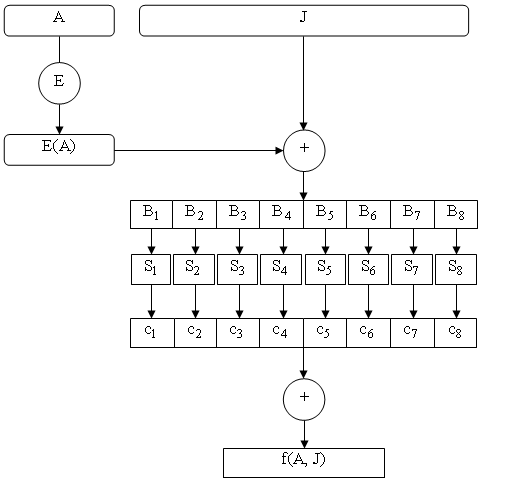 A J
E
E(A) +
B1 B2 B3 B4 B5 B6 B7 B8
S1 S2 S3 S4 S5 S6 S7 S8
c1 c2 c3 c4 c5 c6 c7 c8
+
f(A, J)